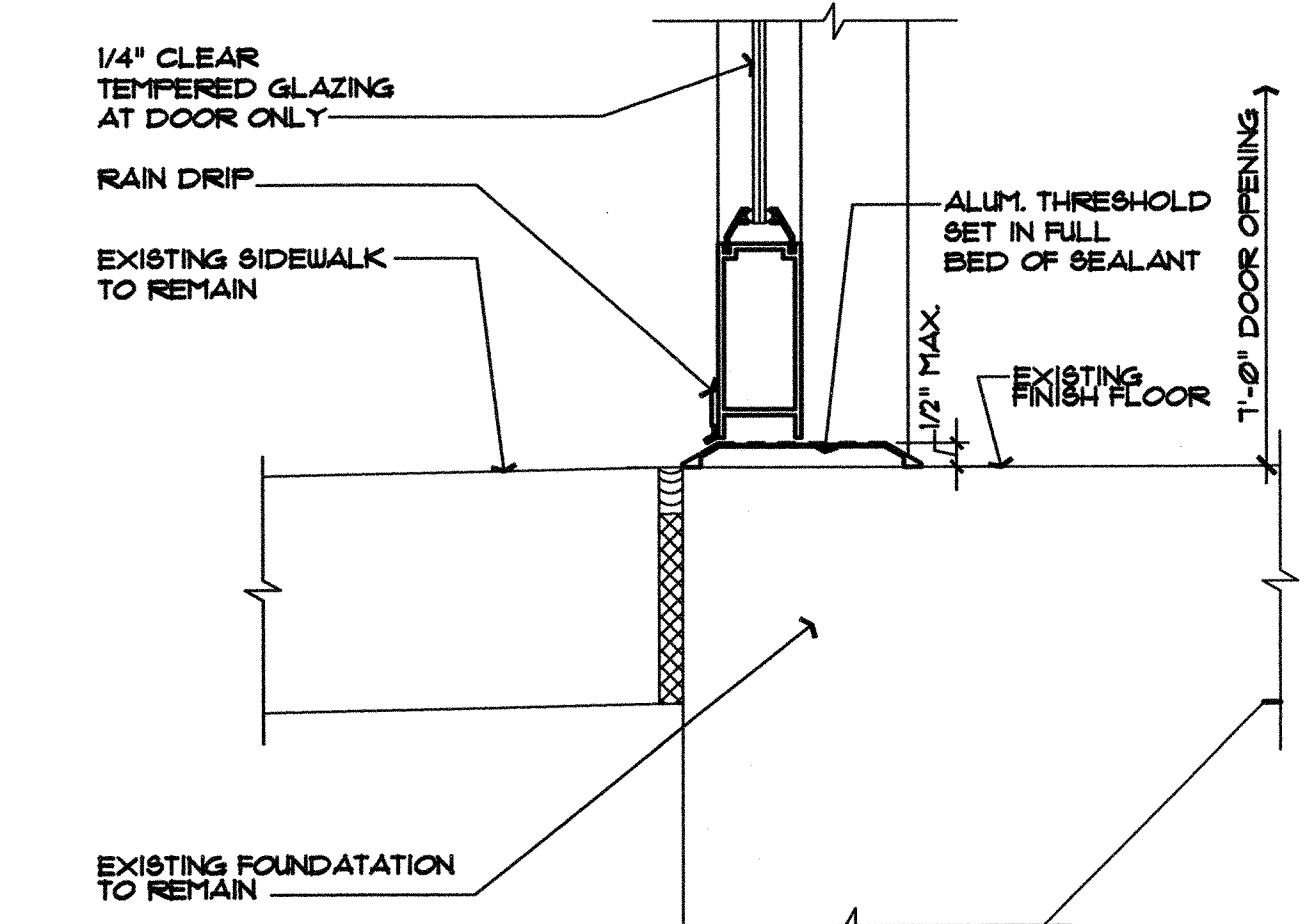 1/4" CLEAR
TEMPERED GLAZING
AT DOOR ONLY
RAIN DRIP
EXISTING SIDEWALK
TO REMAIN
ALUM. THRESHOLD
SET IN FULL
BED OF SEALANT
1/2" MAX.
EXISTING
FINISH FLOOR
7'-0" DOOR OPENING
EXISTING FOUNDATATION
TO REMAIN